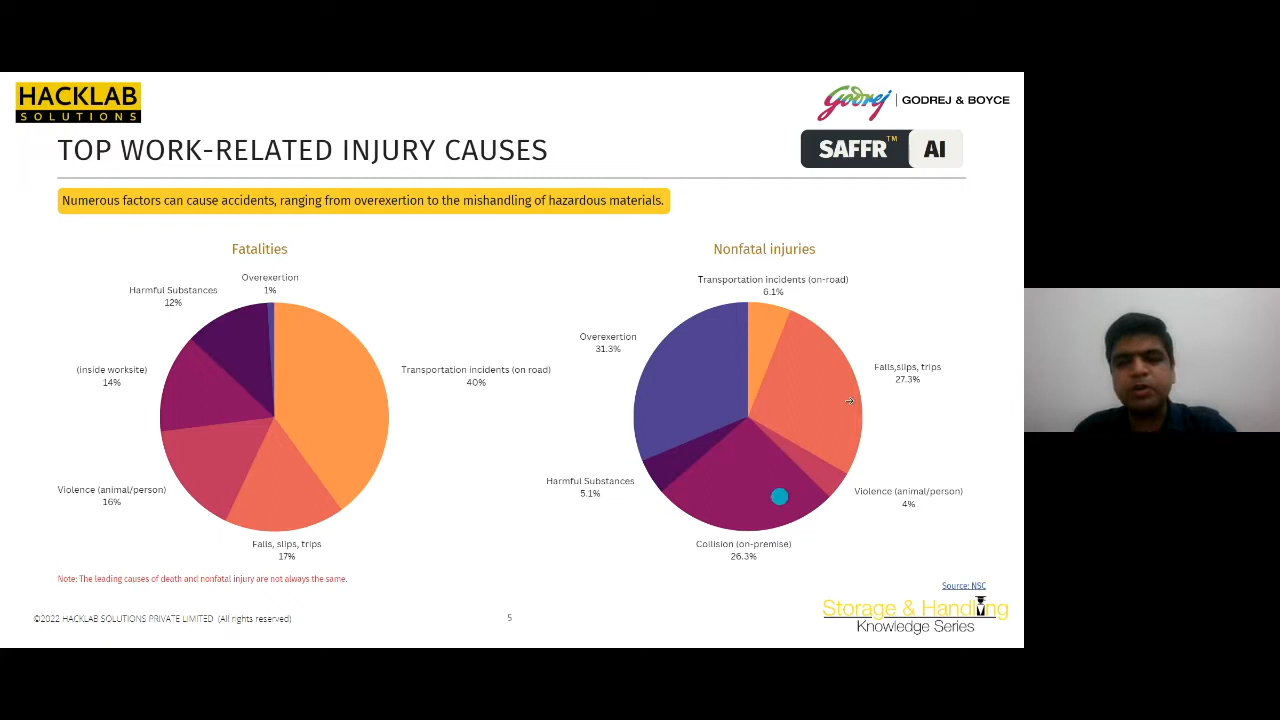 HACKLAB
SOLUTIONS
Godrej | GODREJ & BOYCE
TOP WORK-RELATED INJURY CAUSES
SAFFR™ AI
Numerous factors can cause accidents, ranging from overexertion to the mishandling of hazardous materials.
Fatalities
Overexertion
1%
Harmful Substances
12%
(inside worksite)
14%
Transportation incidents (on road)
40%
Violence (animal/person)
16%
Falls, slips, trips
17%
Nonfatal injuries
Transportation incidents (on-road)
6.1%
Overexertion
31.3%
Falls,slips, trips
27.3%
Harmful Substances
5.1%
Violence (animal/person)
4%
Collision (on-premise)
26.3%
Note: The leading causes of death and nonfatal injury are not always the same.
Source: NSC
©2022 HACKLAB SOLUTIONS PRIVATE LIMITED (All rights reserved)
5
Storage & Handling
Knowledge Series